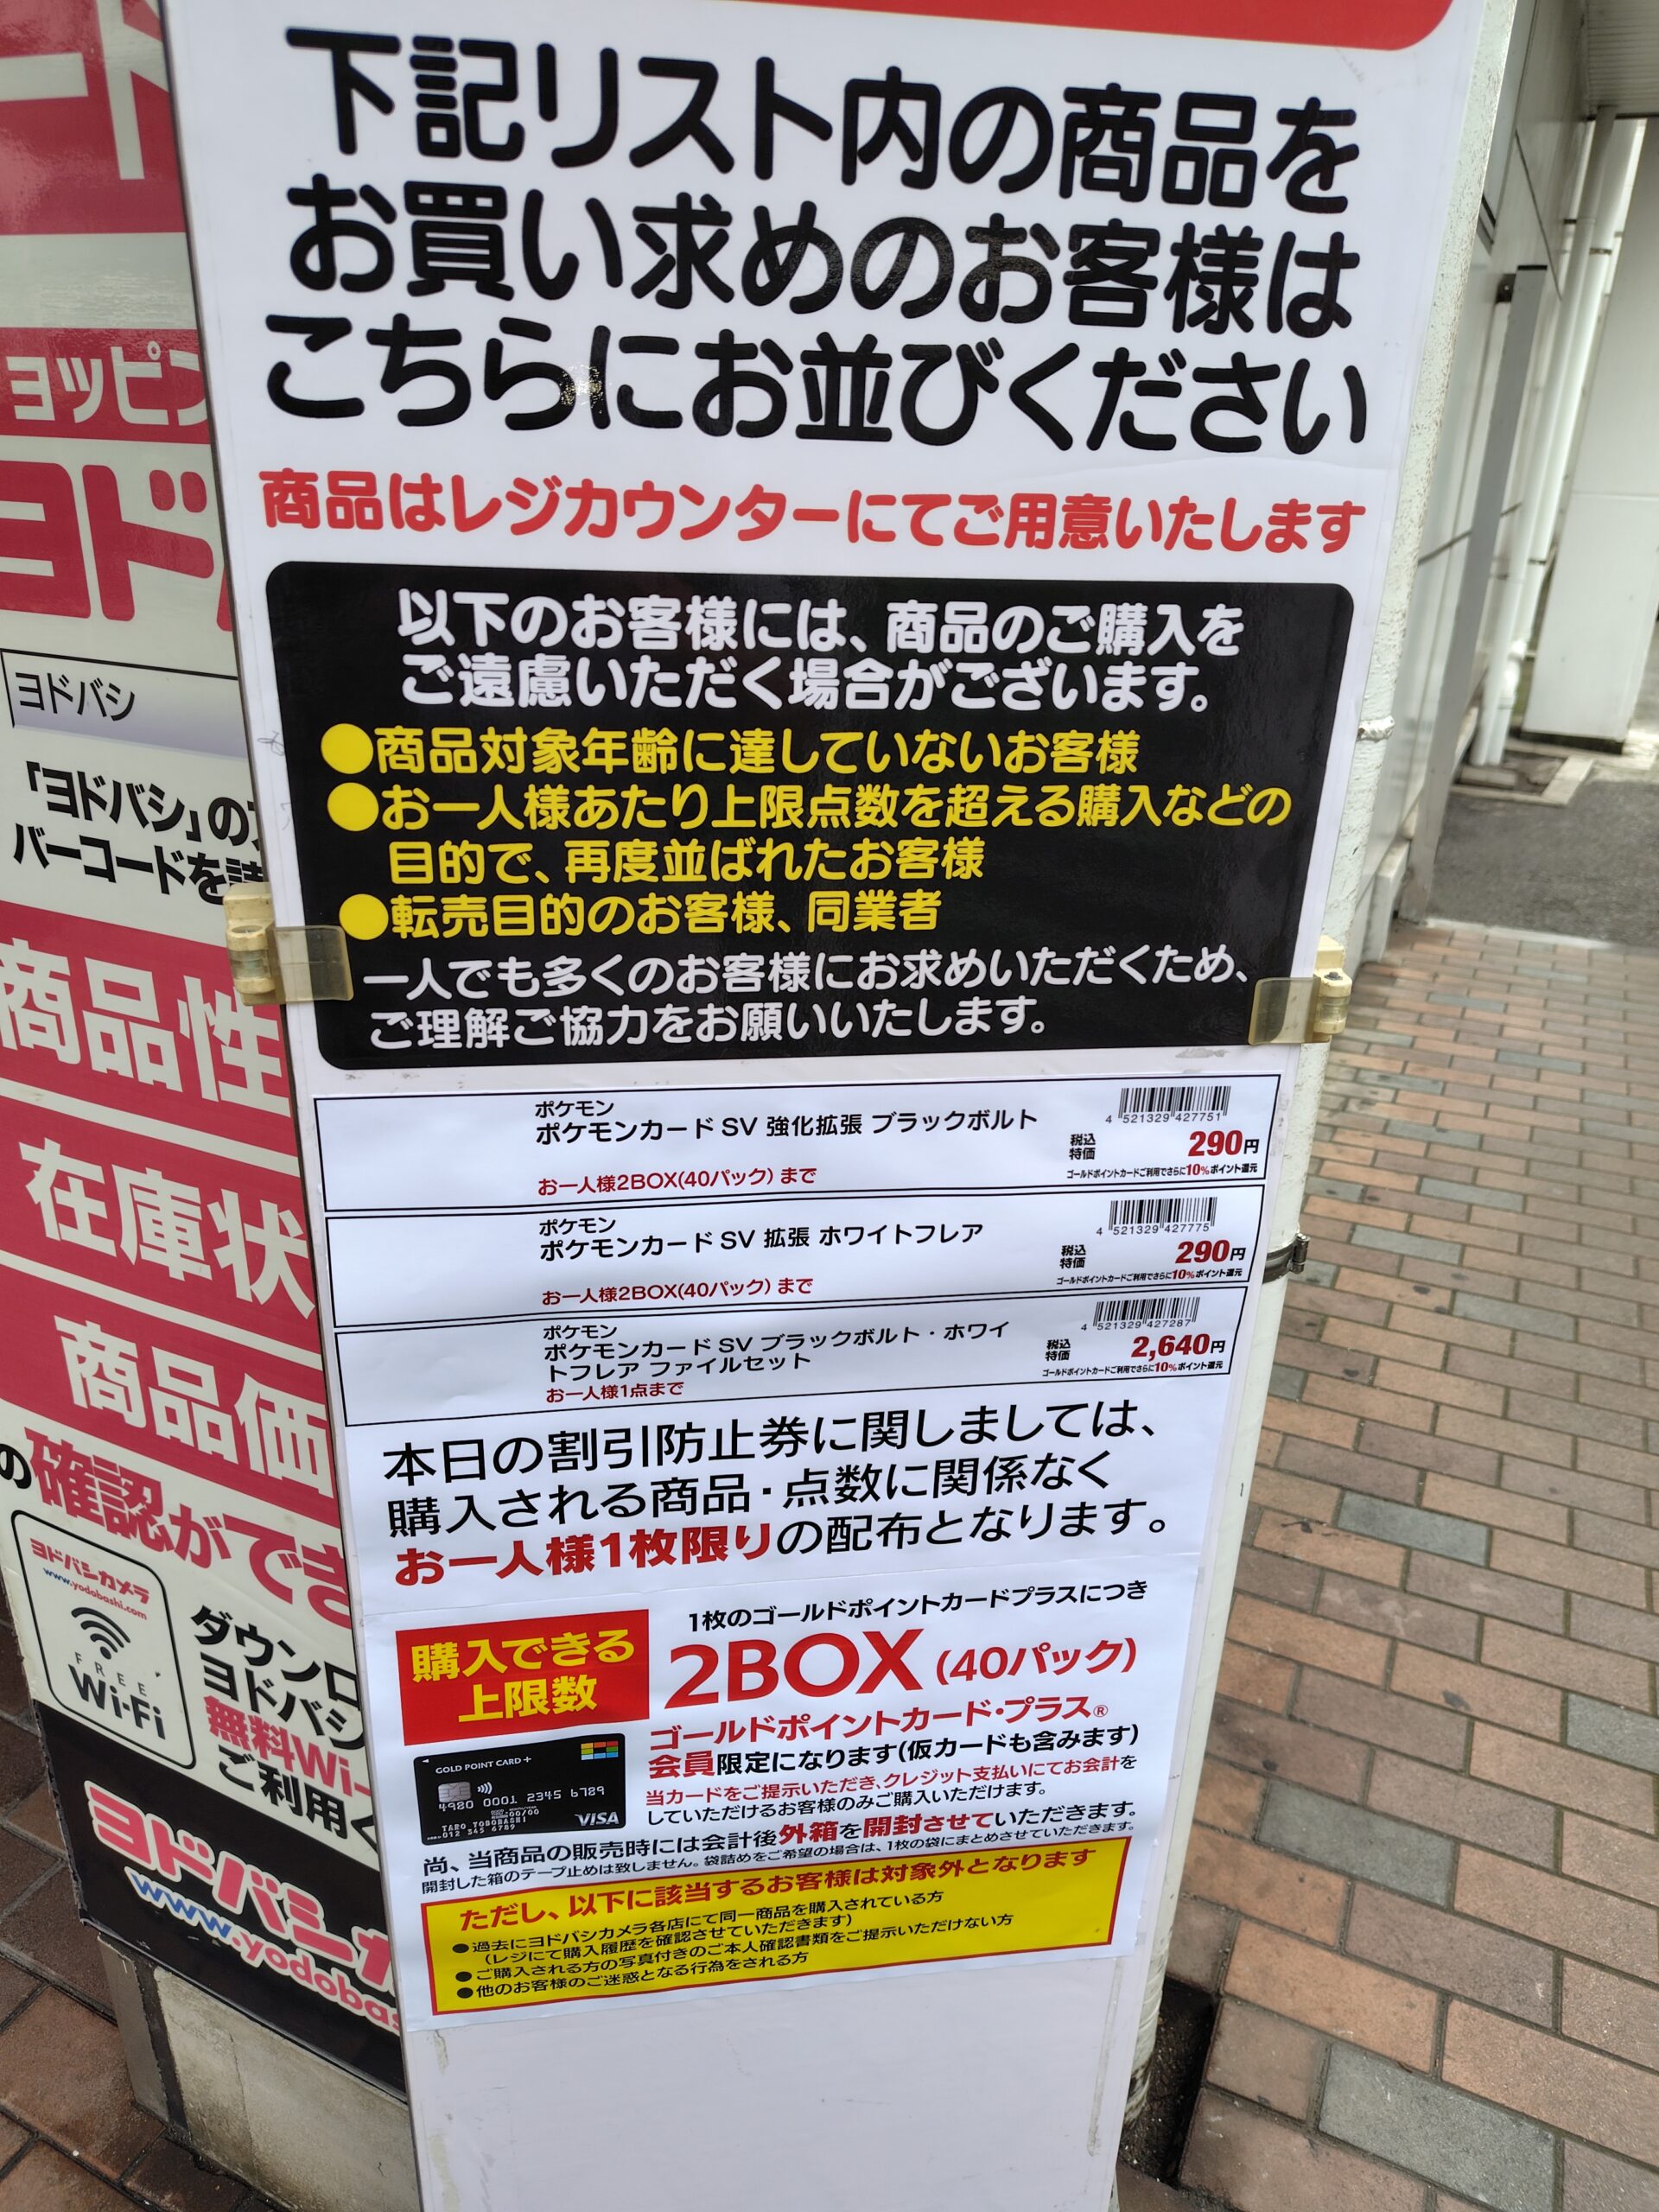 下記リスト内の商品を
お買い求めのお客様は
こちらにお並びください
商品はレジカウンターにてご用意いたします
以下のお客様には、商品のご購入を
ご遠慮いただく場合がございます。
●商品対象年齢に達していないお客様
●お一人様あたり上限点数を超える購入などの
目的で、再度並ばれたお客様
●転売目的のお客様、同業者
一人でも多くのお客様にお求めいただくため、
ご理解ご協力をお願いいたします。
ポケモン
ポケモンカード SV 強化拡張 ブラックボルト
お一人様2BOX(40パック) まで
4 521329 427751
税込
特価
290円
ゴールドポイントカードご利用でさらに10%ポイント還元
ポケモン
ポケモンカード SV 拡張 ホワイトフレア
お一人様2BOX(40パック) まで
4 521329 427775
税込
特価
290円
ゴールドポイントカードご利用でさらに10%ポイント還元
ポケモン
ポケモンカード SV ブラックボルト・ホワイ
トフレア ファイルセット
お一人様1点まで
4 521329 427287
税込
特価
2,640円
ゴールドポイントカードご利用でさらに10%ポイント還元
本日の割引防止券に関しましては、
購入される商品・点数に関係なく
お一人様1枚限りの配布となります。
購入できる
上限数
1枚のゴールドポイントカードプラスにつき
2BOX (40パック)
ゴールドポイントカード・プラス®
会員限定になります(仮カードも含みます)
当カードをご提示いただき、クレジット支払いにてお会計を
していただけるお客様のみご購入いただけます。
GOLD POINT CARD +
4980 0001 2345 6789
00/00
TARO YODOBASHI
012 345 6789
VISA
尚、当商品の販売時には会計後外箱を開封させていただきます。
開封した箱のテープ止めは致しません。袋詰めをご希望の場合は、1枚の袋にまとめさせていただきます。
ただし、以下に該当するお客様は対象外となります
●過去にヨドバシカメラ各店にて同一商品を購入されている方
(レジにて購入履歴を確認させていただきます)
●ご購入される方の写真付きのご本人確認書類をご提示いただけない方
●他のお客様のご迷惑となる行為をされる方
ード
ョッピン
ヨド
ヨドバシ
「ヨドバシ」の
バーコードを
商品性
在庫状
商品価
の確認ができ
ヨドバシカメラ
www.yodobashi.com
FREE
Wi-Fi
ダウンロ
ヨドバシ
無料Wi-
ご利用く
ヨドバシカ
www.yodobas